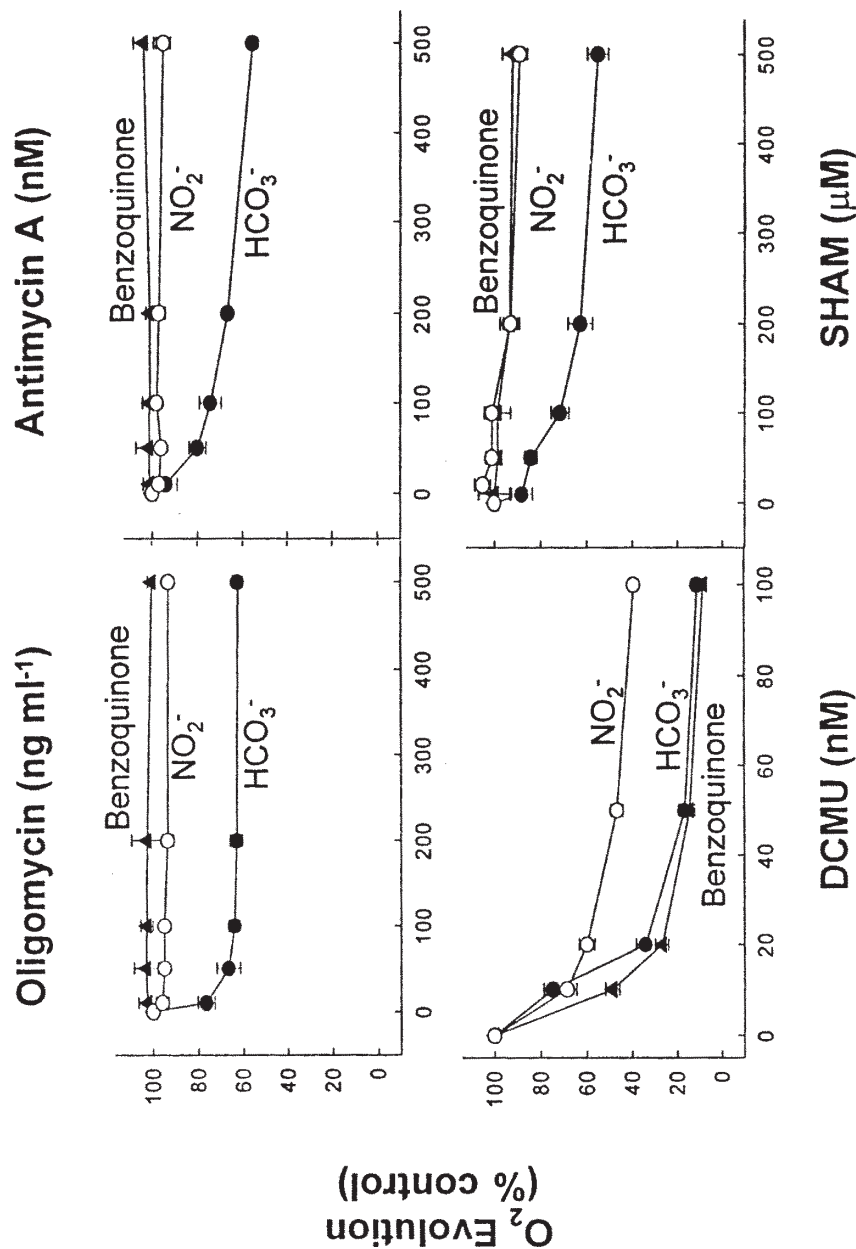 Oligomycin (ng ml-1)
Antimycin A (nM)
O2 Evolution
(% control)
100
80
60
40
20
0
Benzoquinone
NO2-
HCO3-
0
100
200
300
500
Benzoquinone
NO2-
HCO3-
0
100
200
300
400
500
100
80
60
40
20
0
NO2-
HCO3-
Benzoquinone
0
20
40
60
80
100
Benzoquinone
NO2-
HCO3-
0
100
200
300
400
500
DCMU (nM)
SHAM (µM)